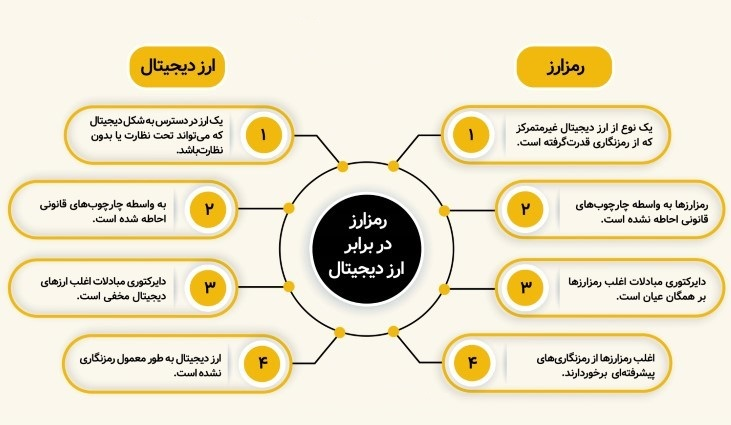 رمزارز
ارز دیجیتال
رمزارز
در برابر
ارز دیجیتال
۱
یک نوع از ارز دیجیتال غیرمتمرکز
که از رمزنگاری قدرت‌گرفته است.
۲
رمزارزها به واسطه چارچوب‌های
قانونی احاطه نشده است.
۳
دایرکتوری مبادلات اغلب رمزارزها
بر همگان عیان است.
۴
اغلب رمزارزها از رمزنگاری‌های
پیشرفته‌ای برخوردارند.
۱
یک ارز در دسترس به شکل دیجیتال
که می‌تواند تحت نظارت یا بدون
نظارت‌باشد.
۲
به واسطه چارچوب‌های قانونی
احاطه شده است.
۳
دایرکتوری مبادلات اغلب ارزهای
دیجیتال مخفی است.
۴
ارز دیجیتال به طور معمول رمزنگاری
نشده است.